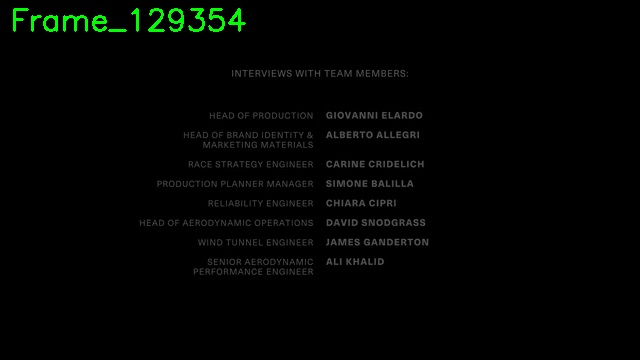 Frame_129354
INTERVIEWS WITH TEAM MEMBERS:
HEAD OF PRODUCTION GIOVANNI ELARDO
HEAD OF BRAND IDENTITY & ALBERTO ALLEGRI
MARKETING MATERIALS
RACE STRATEGY ENGINEER CARINE CRIDELICH
PRODUCTION PLANNER MANAGER SIMONE BALILLA
RELIABILITY ENGINEER CHIARA CIPRI
HEAD OF AERODYNAMIC OPERATIONS DAVID SNODGRASS
WIND TUNNEL ENGINEER JAMES GANDERTON
SENIOR AERODYNAMIC ALI KHALID
PERFORMANCE ENGINEER